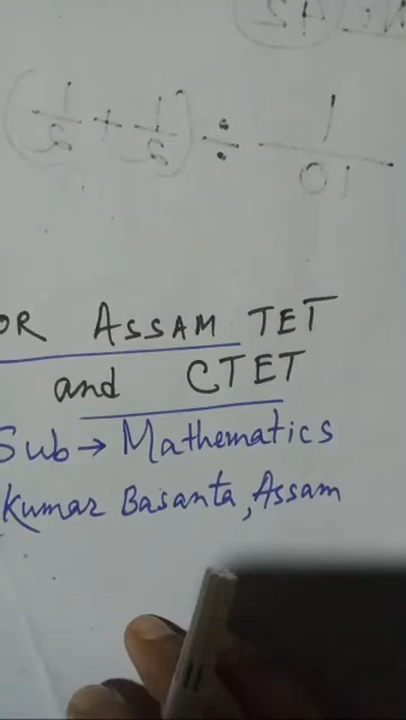 OR ASSAM TET
and CTET
Sub → Mathematics
Kumar Basanta, Assam